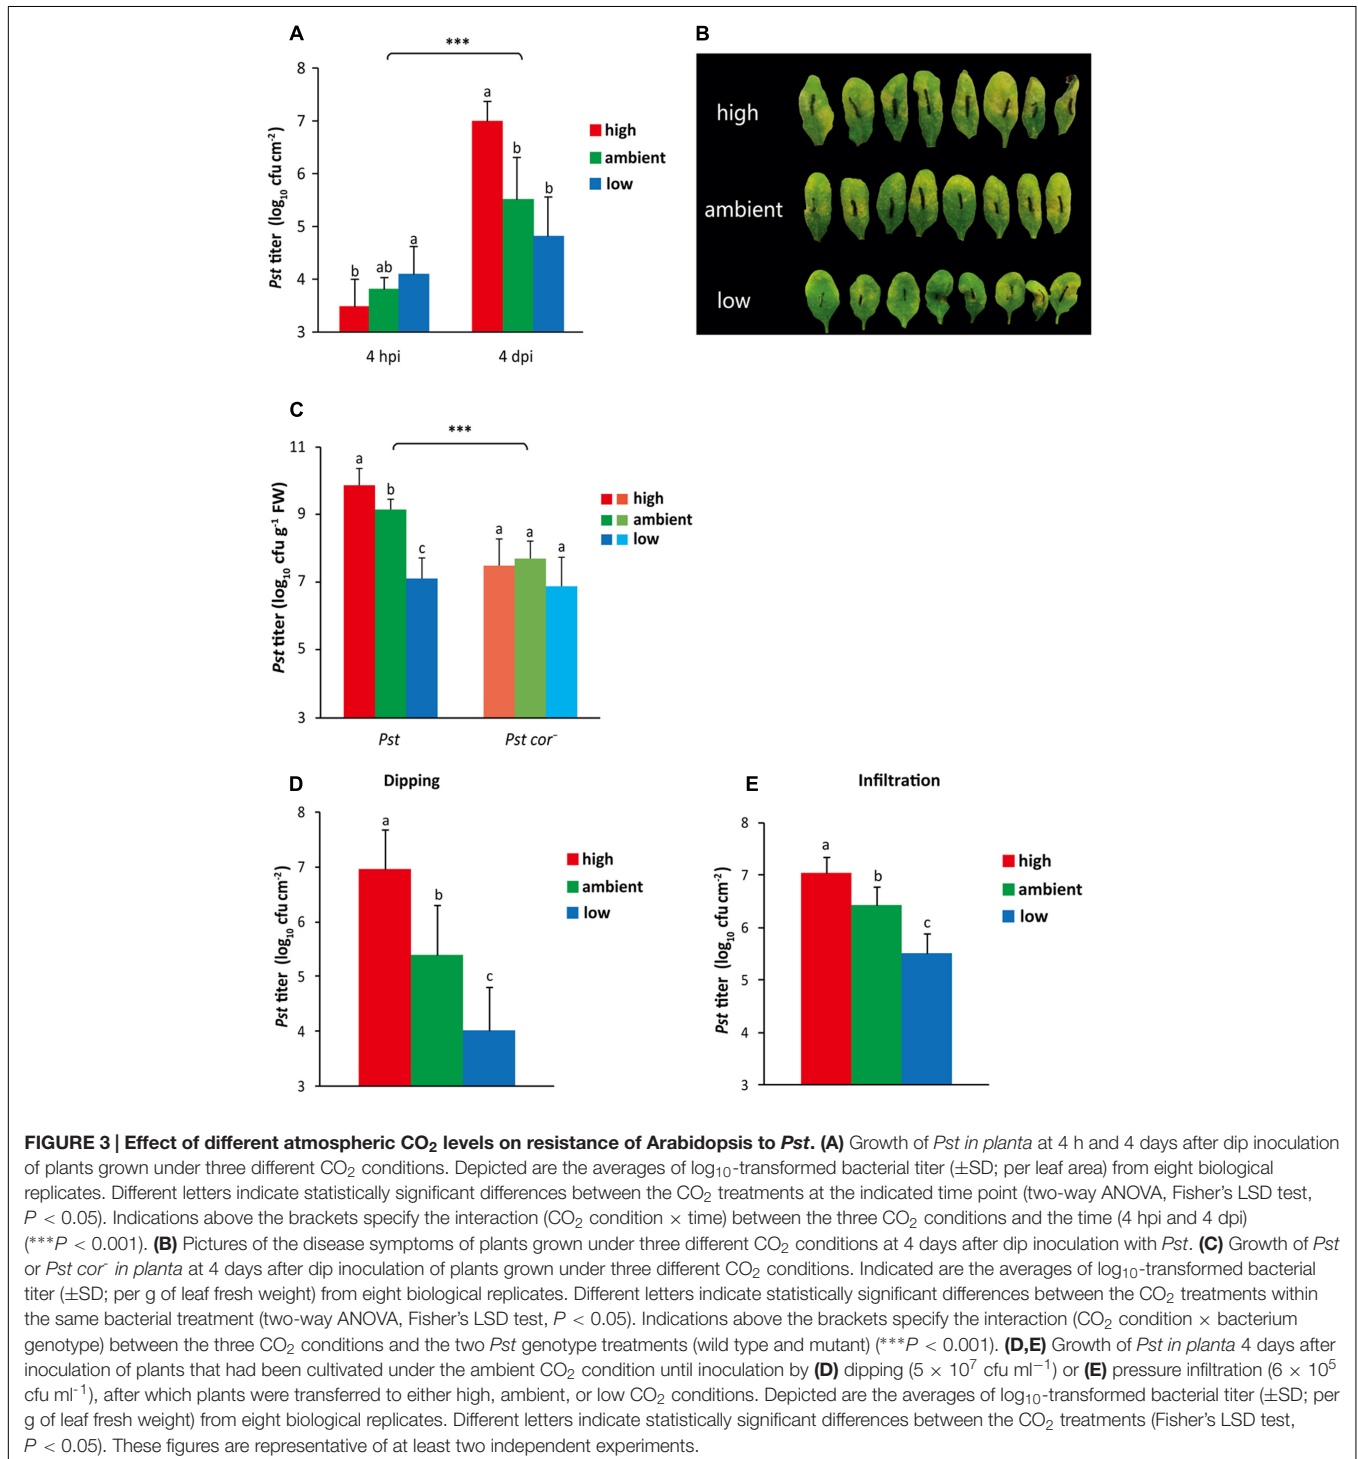 A
***
8
7
6
5
4
3
Pst titer (log10 cfu cm-2)
b
ab
a
a
b
b
4 hpi
4 dpi
high
ambient
low
B
high
ambient
low
C
***
11
9
7
5
3
Pst titer (log10 cfu g-1 FW)
a
b
c
a
a
a
Pst
Pst cor-
high
ambient
low
D
Dipping
8
7
6
5
4
3
Pst titer (log10 cfu cm-2)
a
b
c
high
ambient
low
E
Infiltration
8
7
6
5
4
3
Pst titer (log10 cfu cm-2)
a
b
c
high
ambient
low
FIGURE 3 | Effect of different atmospheric CO2 levels on resistance of Arabidopsis to Pst. (A) Growth of Pst in planta at 4 h and 4 days after dip inoculation
of plants grown under three different CO2 conditions. Depicted are the averages of log10-transformed bacterial titer (±SD; per leaf area) from eight biological
replicates. Different letters indicate statistically significant differences between the CO2 treatments at the indicated time point (two-way ANOVA, Fisher's LSD test,
P < 0.05). Indications above the brackets specify the interaction (CO2 condition × time) between the three CO2 conditions and the time (4 hpi and 4 dpi)
(***P < 0.001). (B) Pictures of the disease symptoms of plants grown under three different CO2 conditions at 4 days after dip inoculation with Pst. (C) Growth of Pst
or Pst cor- in planta at 4 days after dip inoculation of plants grown under three different CO2 conditions. Indicated are the averages of log10-transformed bacterial
titer (±SD; per g of leaf fresh weight) from eight biological replicates. Different letters indicate statistically significant differences between the CO2 treatments within
the same bacterial treatment (two-way ANOVA, Fisher's LSD test, P < 0.05). Indications above the brackets specify the interaction (CO2 condition × bacterium
genotype) between the three CO2 conditions and the two Pst genotype treatments (wild type and mutant) (***P < 0.001). (D,E) Growth of Pst in planta 4 days after
inoculation of plants that had been cultivated under the ambient CO2 condition until inoculation by (D) dipping (5 × 10^7 cfu ml−1) or (E) pressure infiltration (6 × 10^5
cfu ml-1), after which plants were transferred to either high, ambient, or low CO2 conditions. Depicted are the averages of log10-transformed bacterial titer (±SD; per
g of leaf fresh weight) from eight biological replicates. Different letters indicate statistically significant differences between the CO2 treatments (Fisher's LSD test,
P < 0.05). These figures are representative of at least two independent experiments.